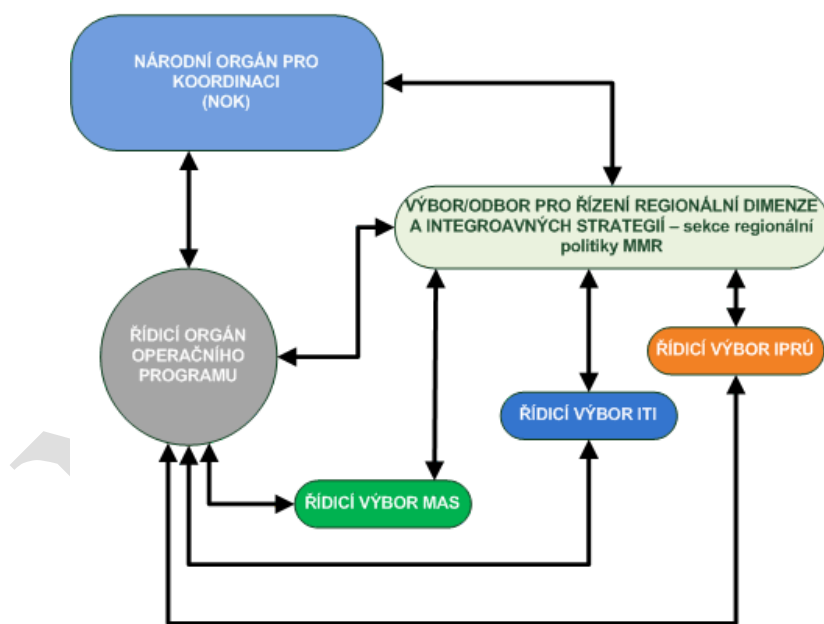 NÁRODNÍ ORGÁN PRO
KOORDINACI
(NOK)
VÝBOR/ODBOR PRO ŘÍZENÍ REGIONÁLNÍ DIMENZE
A INTEGROAVNÝCH STRATEGIÍ – sekce regionální
politiky MMR
ŘÍDICÍ ORGÁN
OPERAČNÍHO
PROGRAMU
ŘÍDICÍ VÝBOR IPRÚ
ŘÍDICÍ VÝBOR ITI
ŘÍDICÍ VÝBOR MAS